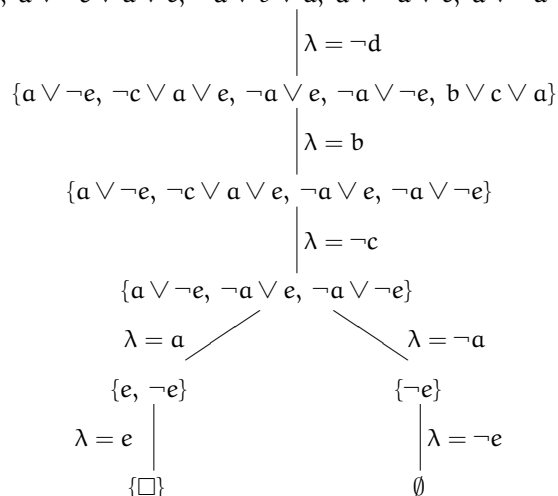 λ = ¬d
{a ∨ ¬e, ¬c ∨ a ∨ e, ¬a ∨ e, ¬a ∨ ¬e, b ∨ c ∨ a}
λ = b
{a ∨ ¬e, ¬c ∨ a ∨ e, ¬a ∨ e, ¬a ∨ ¬e}
λ = ¬c
{a ∨ ¬e, ¬a ∨ e, ¬a ∨ ¬e}
λ = a λ = ¬a
{e, ¬e} {¬e}
λ = e λ = ¬e
{□} ∅